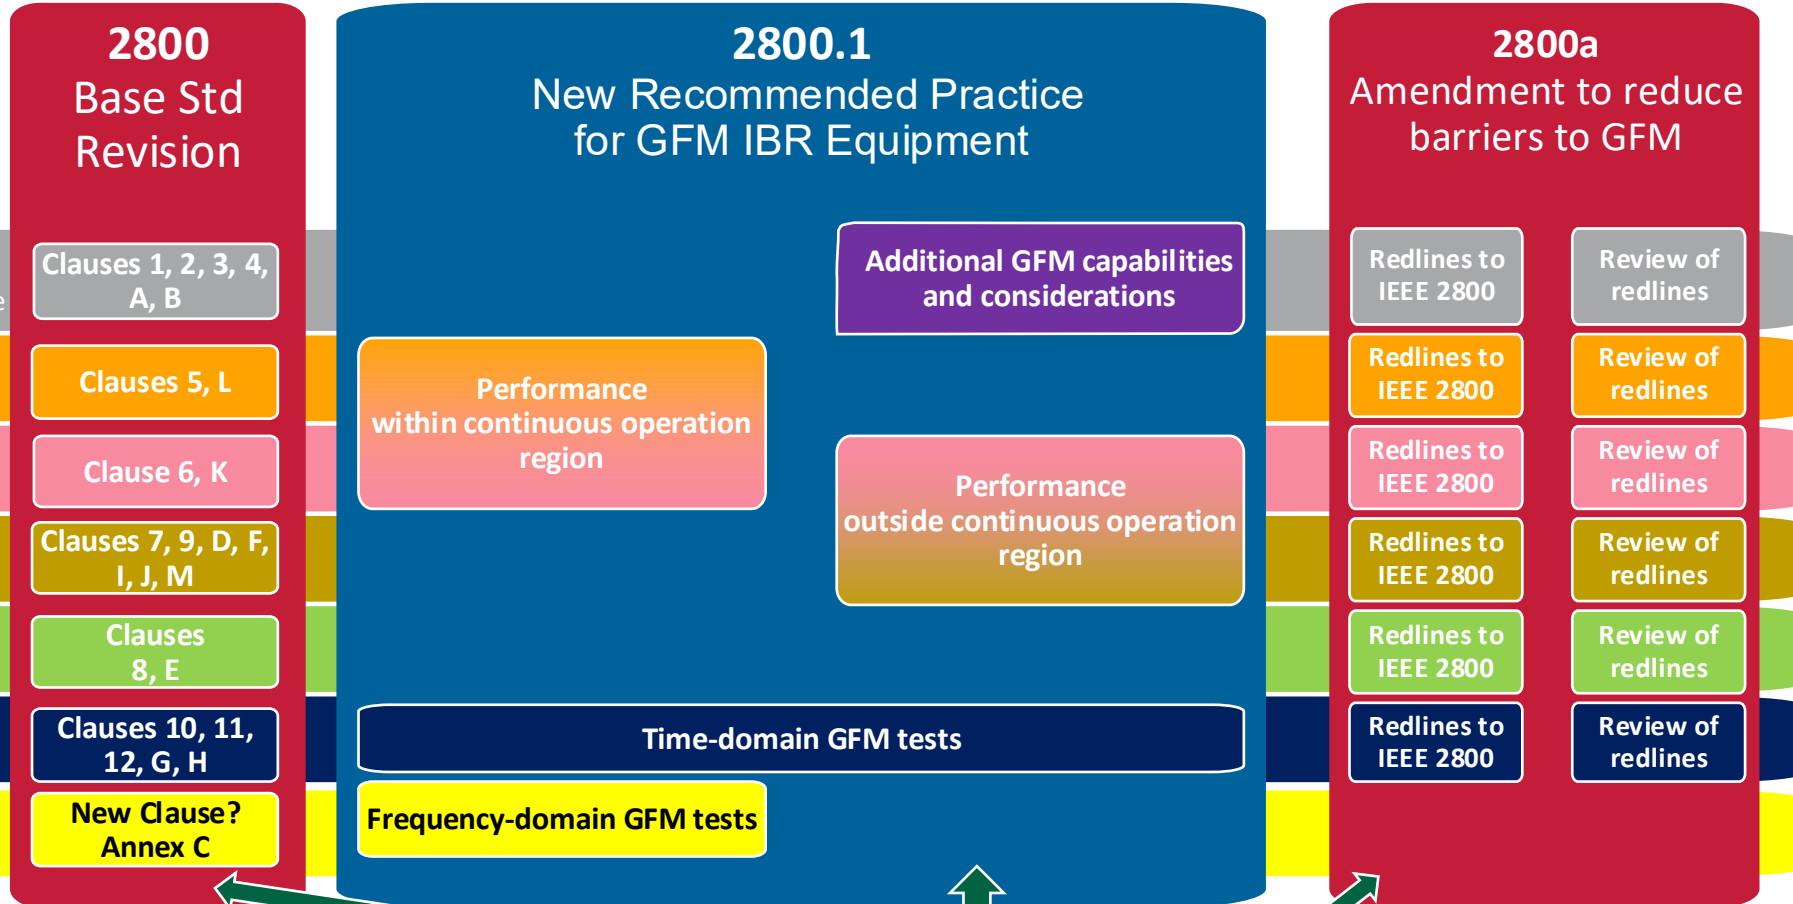 2800
Base Std
Revision
2800.1
New Recommended Practice
for GFM IBR Equipment
2800a
Amendment to reduce
barriers to GFM
e
Clauses 1, 2, 3, 4,
A, B
Additional GFM capabilities
and considerations
Redlines to
IEEE 2800
Review of
redlines
Clauses 5, L
Performance
within continuous operation
region
Redlines to
IEEE 2800
Review of
redlines
Clause 6, K
Performance
outside continuous operation
region
Redlines to
IEEE 2800
Review of
redlines
Clauses 7, 9, D, F,
I, J, M
Redlines to
IEEE 2800
Review of
redlines
Clauses
8, E
Redlines to
IEEE 2800
Review of
redlines
Clauses 10, 11,
12, G, H
Time-domain GFM tests
Redlines to
IEEE 2800
Review of
redlines
New Clause?
Annex C
Frequency-domain GFM tests